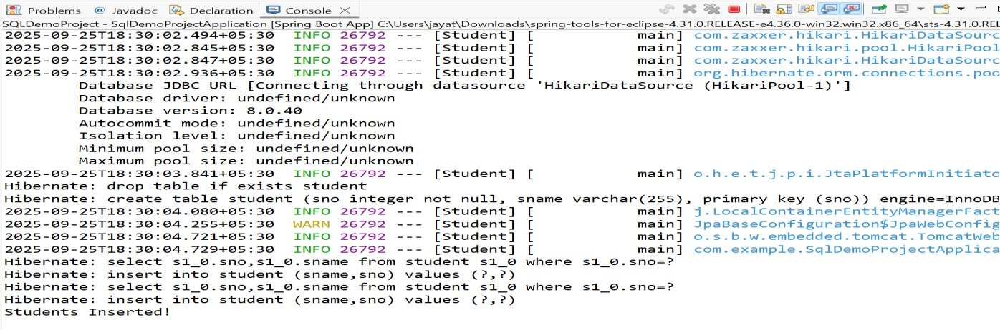 Problems @ Javadoc Declaration Console
SQLDemoProject - SqlDemoProjectApplication [Spring Boot App] C:\Users\jayat\Downloads\spring-tools-for-eclipse-4.31.0.RELEASE-e4.36.0-win32.win32.x86_64\sts-4.31.0.REL
2025-09-25T18:30:02.494+05:30 INFO 26792 --- [Student] [ main] com.zaxxer.hikari.HikariDataSourc
2025-09-25T18:30:02.845+05:30 INFO 26792 --- [Student] [ main] com.zaxxer.hikari.pool.HikariPool
2025-09-25T18:30:02.847+05:30 INFO 26792 --- [Student] [ main] com.zaxxer.hikari.HikariDataSourc
2025-09-25T18:30:02.936+05:30 INFO 26792 --- [Student] [ main] org.hibernate.orm.connections.poo
Database JDBC URL [Connecting through datasource 'HikariDataSource (HikariPool-1)']
Database driver: undefined/unknown
Database version: 8.0.40
Autocommit mode: undefined/unknown
Isolation level: undefined/unknown
Minimum pool size: undefined/unknown
Maximum pool size: undefined/unknown
2025-09-25T18:30:03.841+05:30 INFO 26792 --- [Student] [ main] o.h.e.t.j.p.i.JtaPlatformInitiato
Hibernate: drop table if exists student
Hibernate: create table student (sno integer not null, sname varchar(255), primary key (sno)) engine=InnoDB
2025-09-25T18:30:04.080+05:30 INFO 26792 --- [Student] [ main] j.LocalContainerEntityManagerFact
2025-09-25T18:30:04.255+05:30 WARN 26792 --- [Student] [ main] JpaBaseConfiguration$JpaWebConfig
2025-09-25T18:30:04.721+05:30 INFO 26792 --- [Student] [ main] o.s.b.w.embedded.tomcat.TomcatWeb
2025-09-25T18:30:04.729+05:30 INFO 26792 --- [Student] [ main] com.example.SqlDemoProjectApplica
Hibernate: select s1_0.sno,s1_0.sname from student s1_0 where s1_0.sno=?
Hibernate: insert into student (sname,sno) values (?,?)
Hibernate: select s1_0.sno,s1_0.sname from student s1_0 where s1_0.sno=?
Hibernate: insert into student (sname,sno) values (?,?)
Students Inserted!